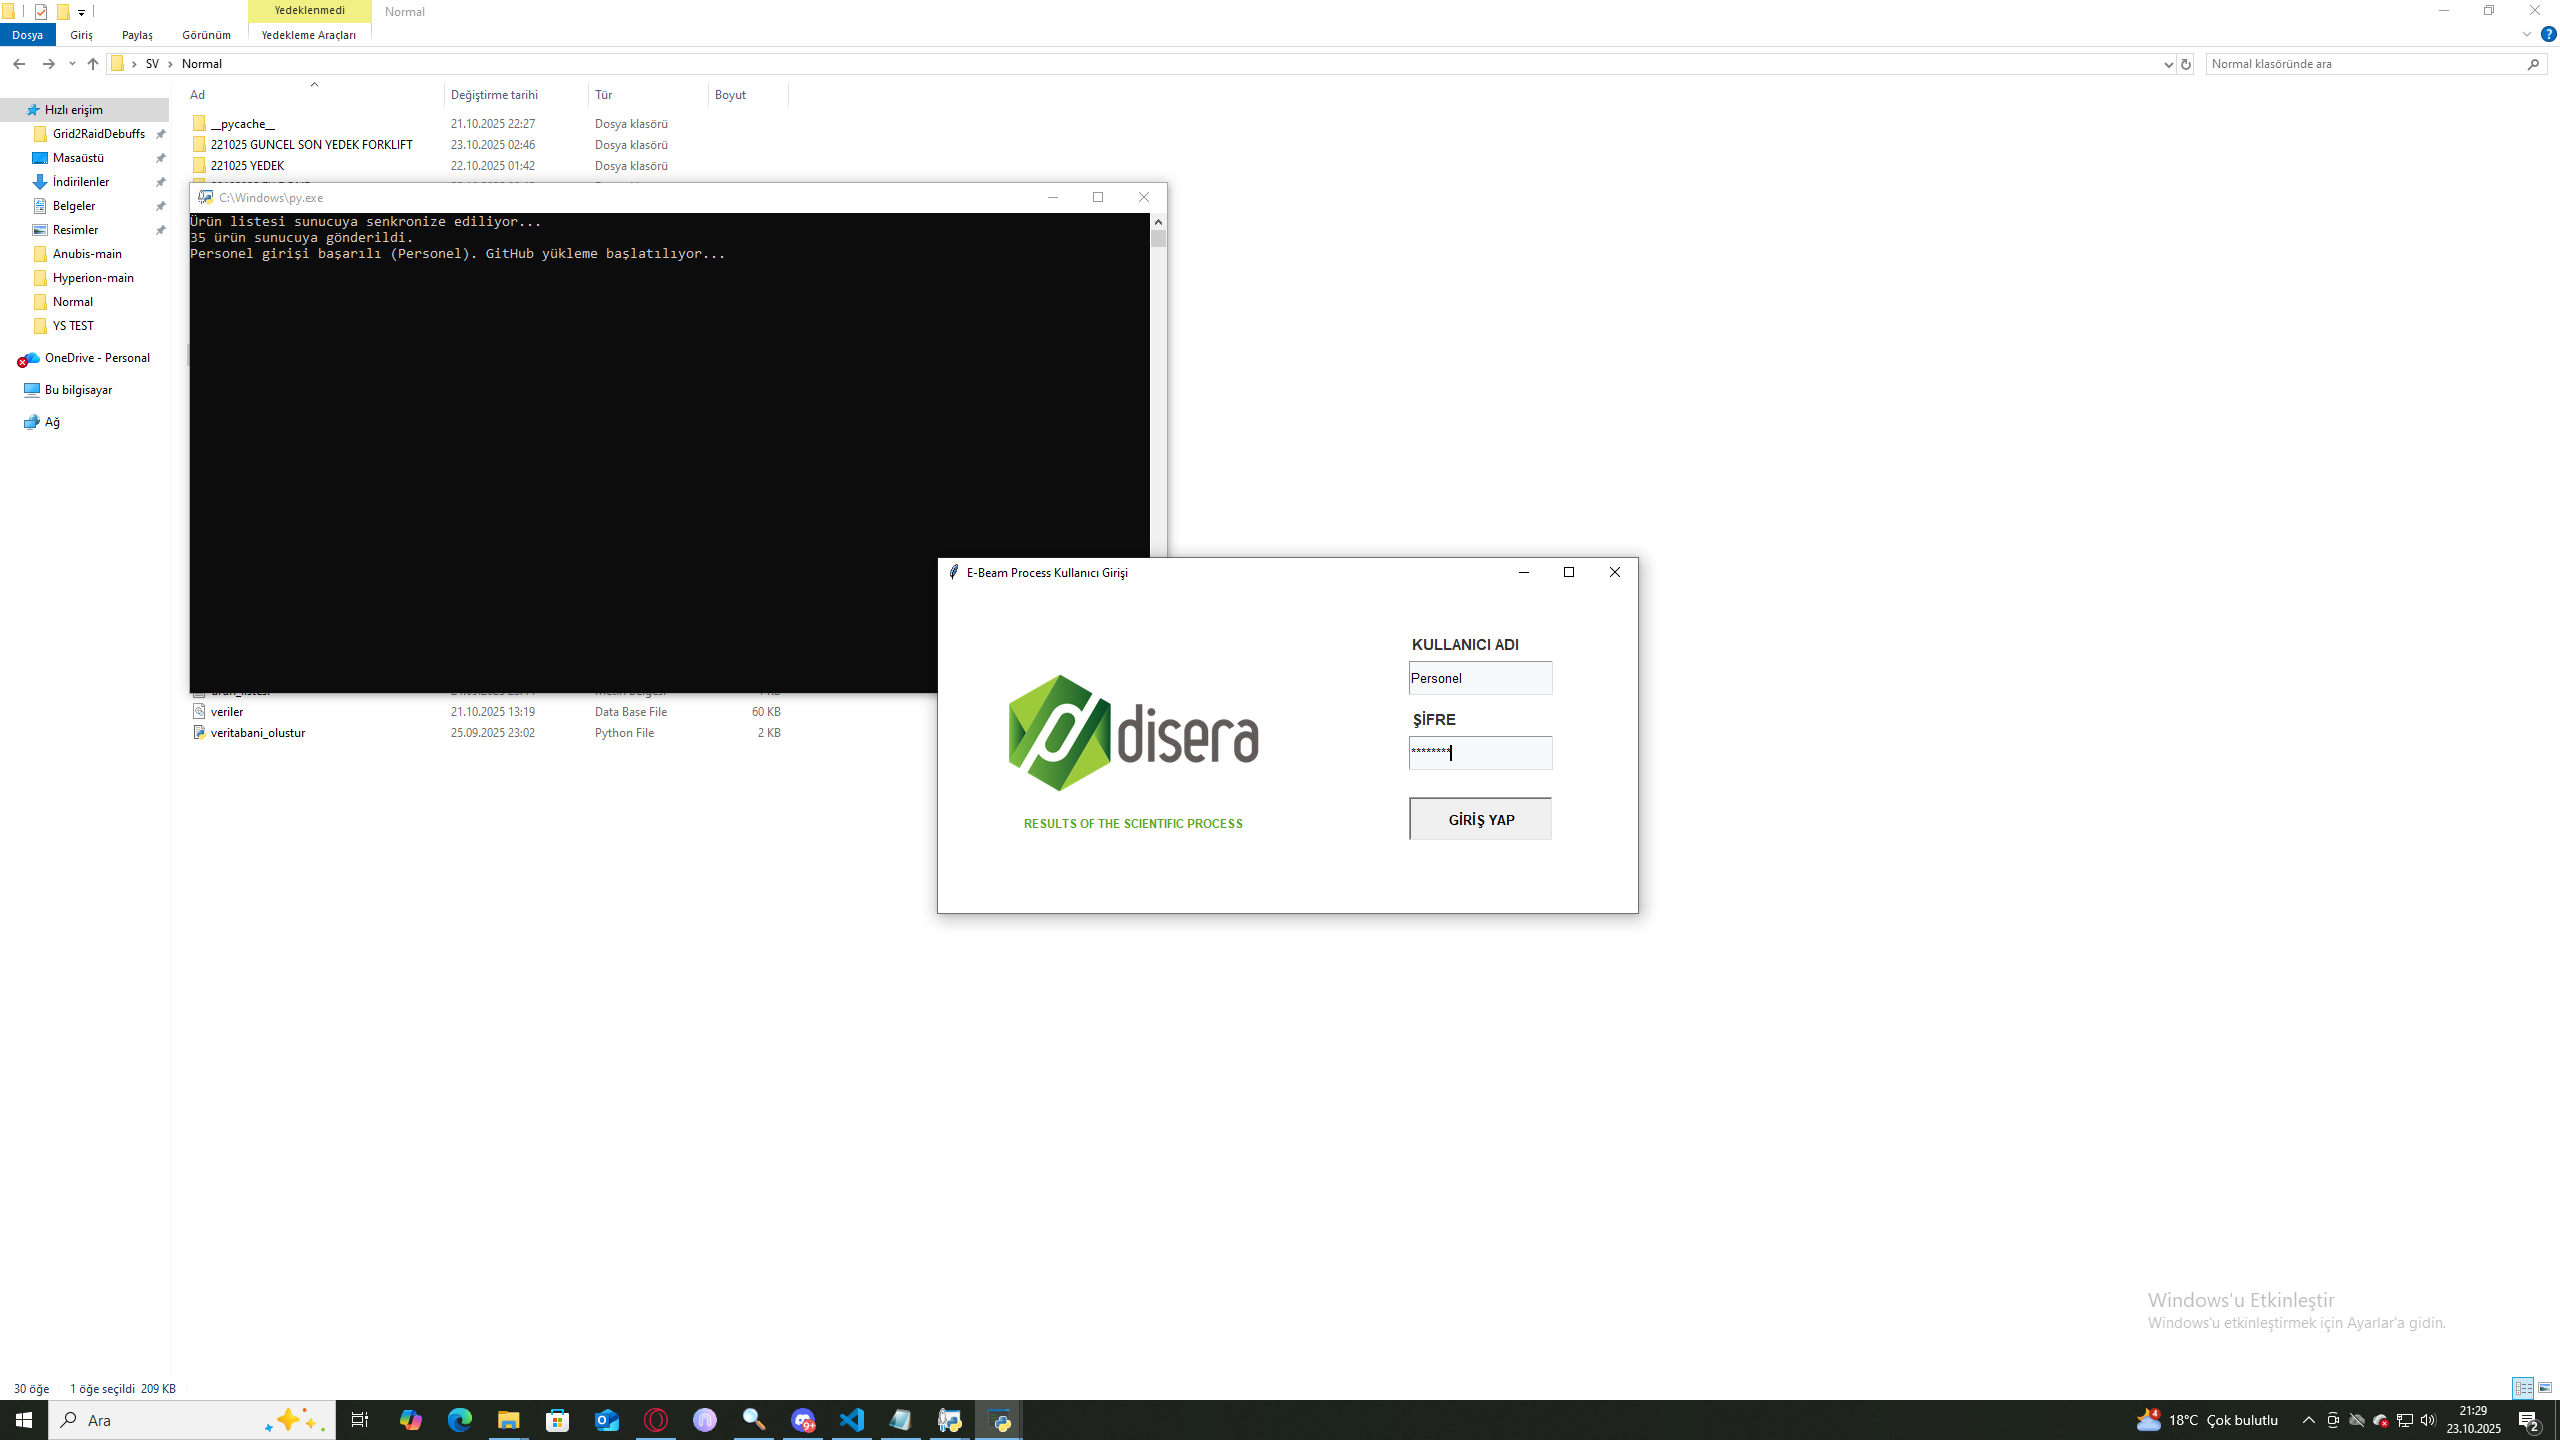 Yedeklenmedi
Normal
Dosya
Giriş
Paylaş
Görünüm
Yedekleme Araçları
SV
Normal
Normal klasöründe ara
Ad
Değiştirme tarihi
Tür
Boyut
Hızlı erişim
Grid2RaidDebuffs
Masaüstü
İndirilenler
Belgeler
Resimler
Anubis-main
Hyperion-main
Normal
YS TEST
OneDrive - Personal
Bu bilgisayar
Ağ
__pycache__ 21.10.2025 22:27 Dosya klasörü
221025 GUNCEL SON YEDEK FORKLIFT 23.10.2025 02:46 Dosya klasörü
221025 YEDEK 22.10.2025 01:42 Dosya klasörü
C:\Windows\py.exe
Ürün listesi sunucuya senkronize ediliyor...
35 ürün sunucuya gönderildi.
Personel girişi başarılı (Personel). GitHub yükleme başlatılıyor...
veriler 21.10.2025 13:19 Data Base File 60 KB
veritabani_olustur 25.09.2025 23:02 Python File 2 KB
E-Beam Process Kullanıcı Girişi
disera
RESULTS OF THE SCIENTIFIC PROCESS
KULLANICI ADI
Personel
ŞİFRE
********
GİRİŞ YAP
Windows'u Etkinleştir
Windows'u etkinleştirmek için Ayarlar'a gidin.
30 öğe
1 öğe seçildi 209 KB
Ara
9+
4
18°C Çok bulutlu
21:29
23.10.2025
2